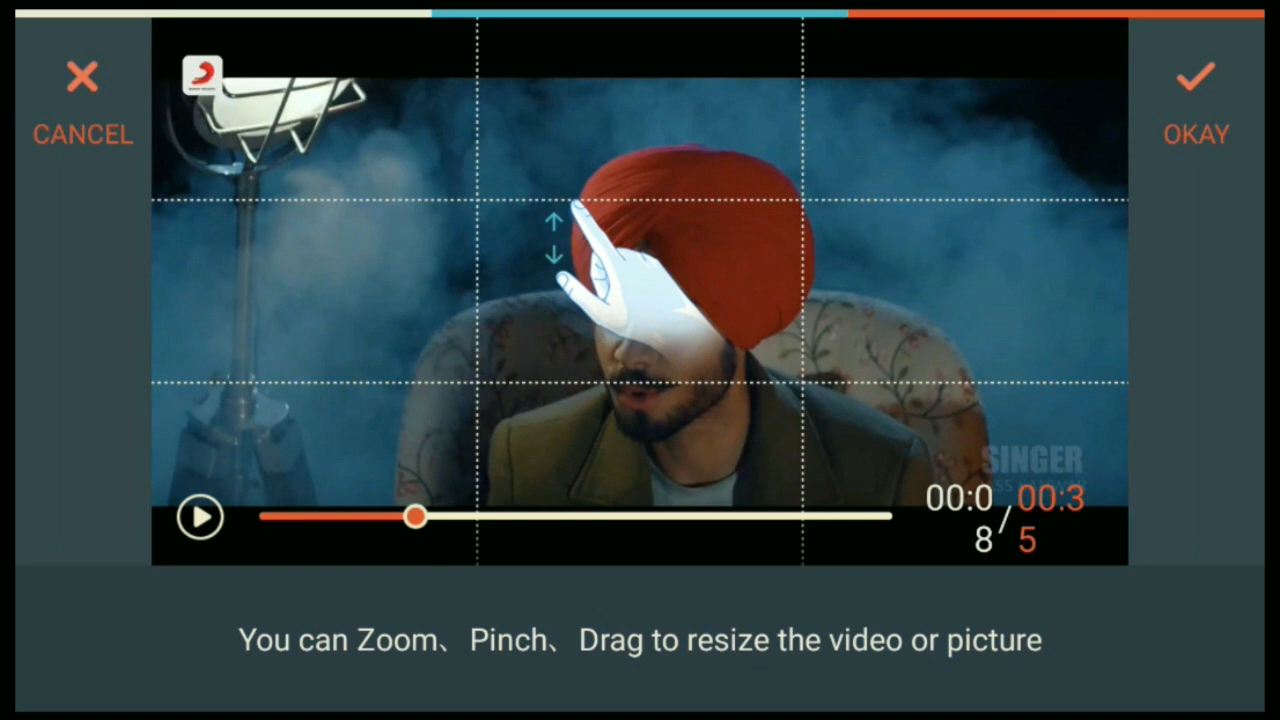 CANCEL
OKAY
SINGER
00:0
8
/
00:3
5
You can Zoom、Pinch、Drag to resize the video or picture